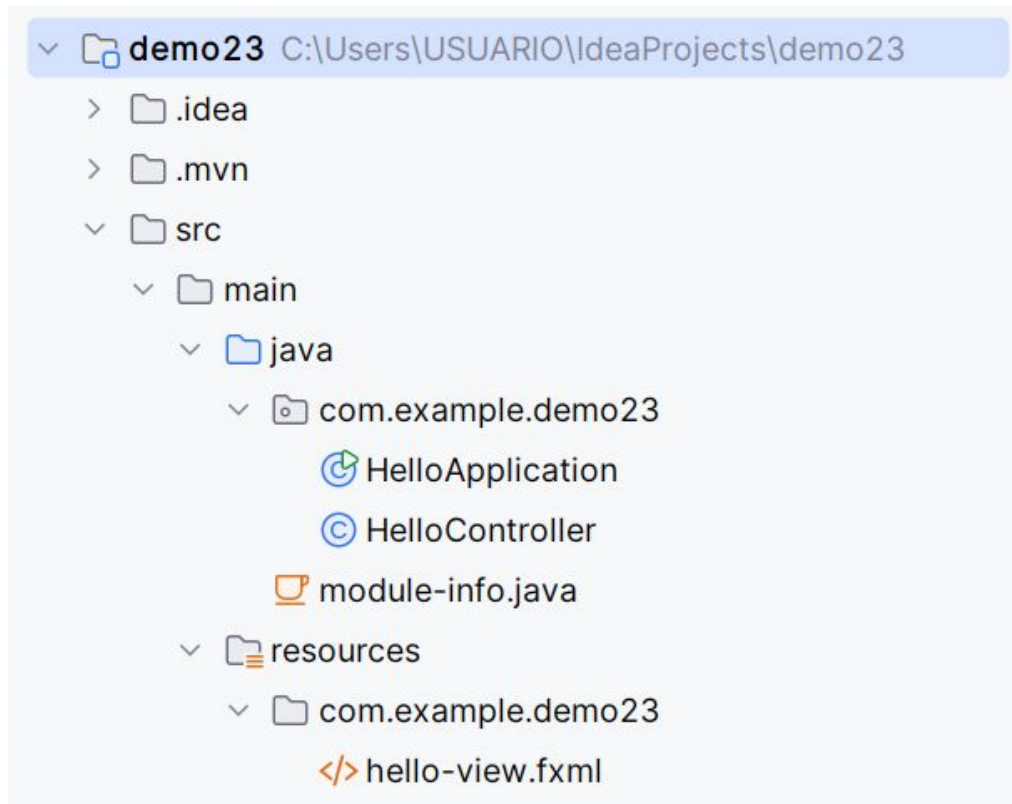 demo23 C:\Users\USUARIO\IdeaProjects\demo23
.idea
.mvn
src
main
java
com.example.demo23
HelloApplication
HelloController
module-info.java
resources
com.example.demo23
hello-view.fxml